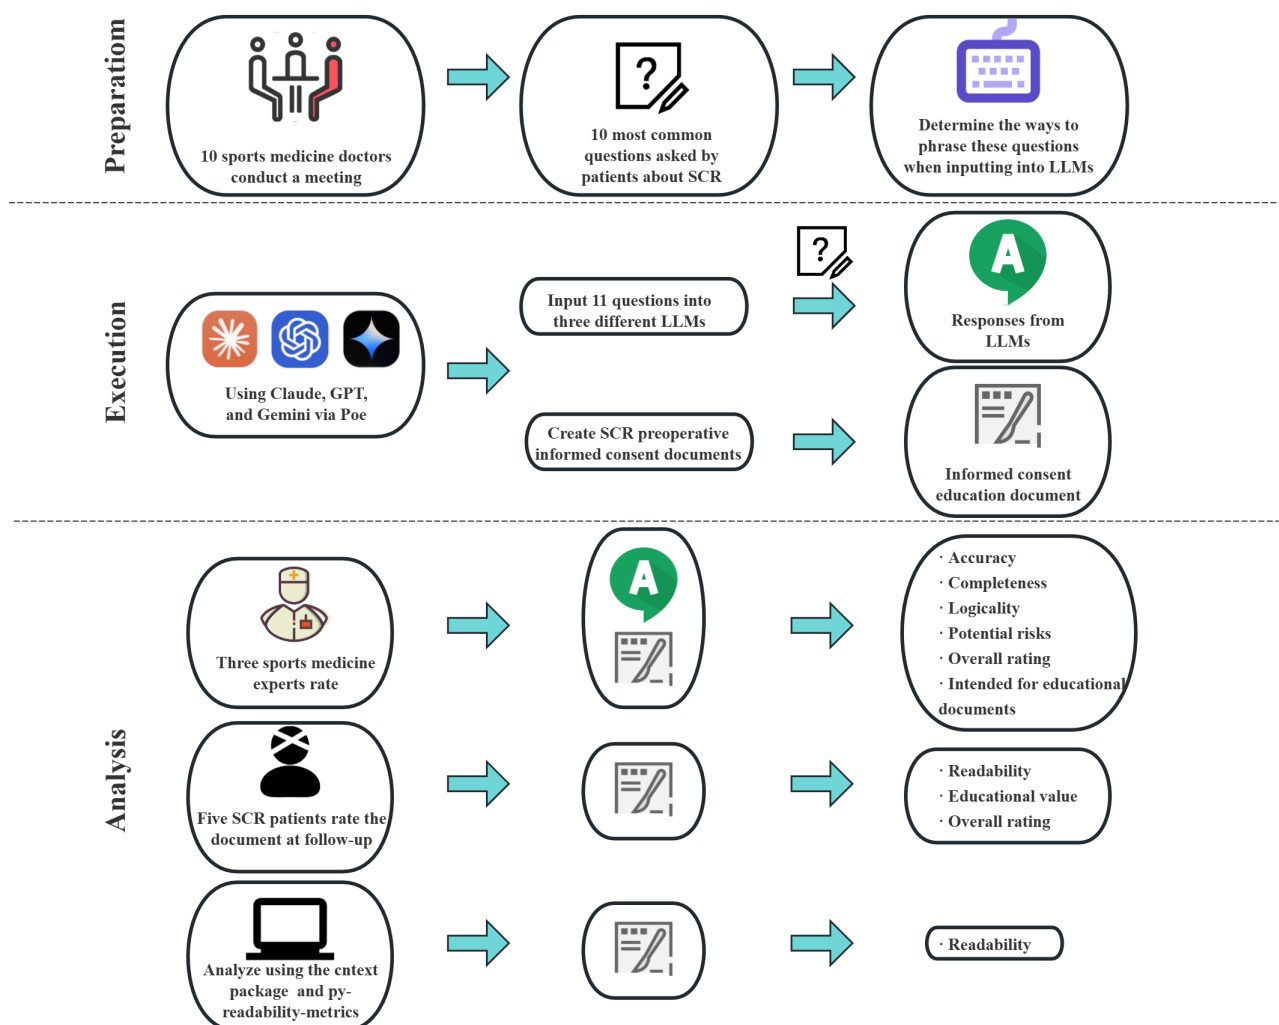 Preparation
10 sports medicine doctors
conduct a meeting
?
10 most common
questions asked by
patients about SCR
Determine the ways to
phrase these questions
when inputting into LLMs
Execution
Using Claude, GPT,
and Gemini via Poe
Input 11 questions into
three different LLMs
?
A
Responses from
LLMs
Create SCR preoperative
informed consent documents
Informed consent
education document
Analysis
Three sports medicine
experts rate
A
· Accuracy
· Completeness
· Logicality
· Potential risks
· Overall rating
· Intended for educational
documents
Five SCR patients rate the
document at follow-up
· Readability
· Educational value
· Overall rating
Analyze using the cntext
package and py-
readability-metrics
· Readability